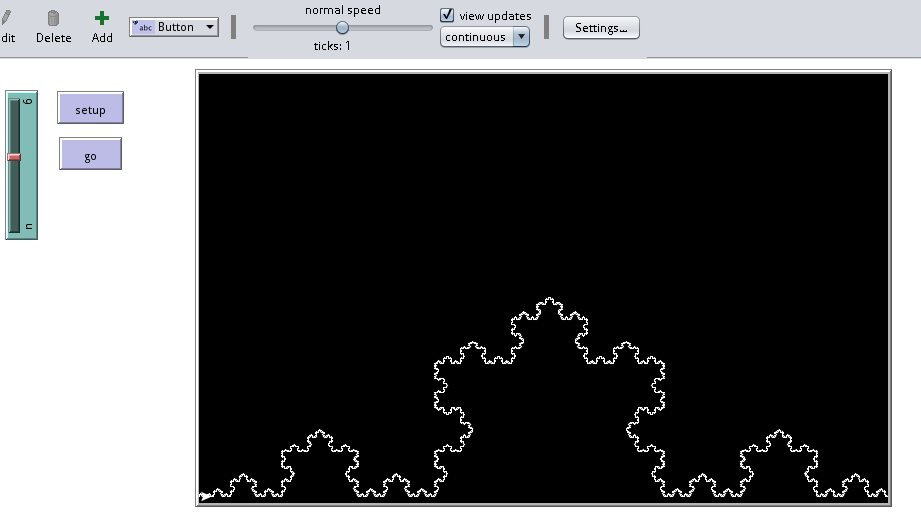 normal speed
view updates
dit
Delete
Add
abc Button
continuous
Settings...
ticks: 1
6
n
setup
go